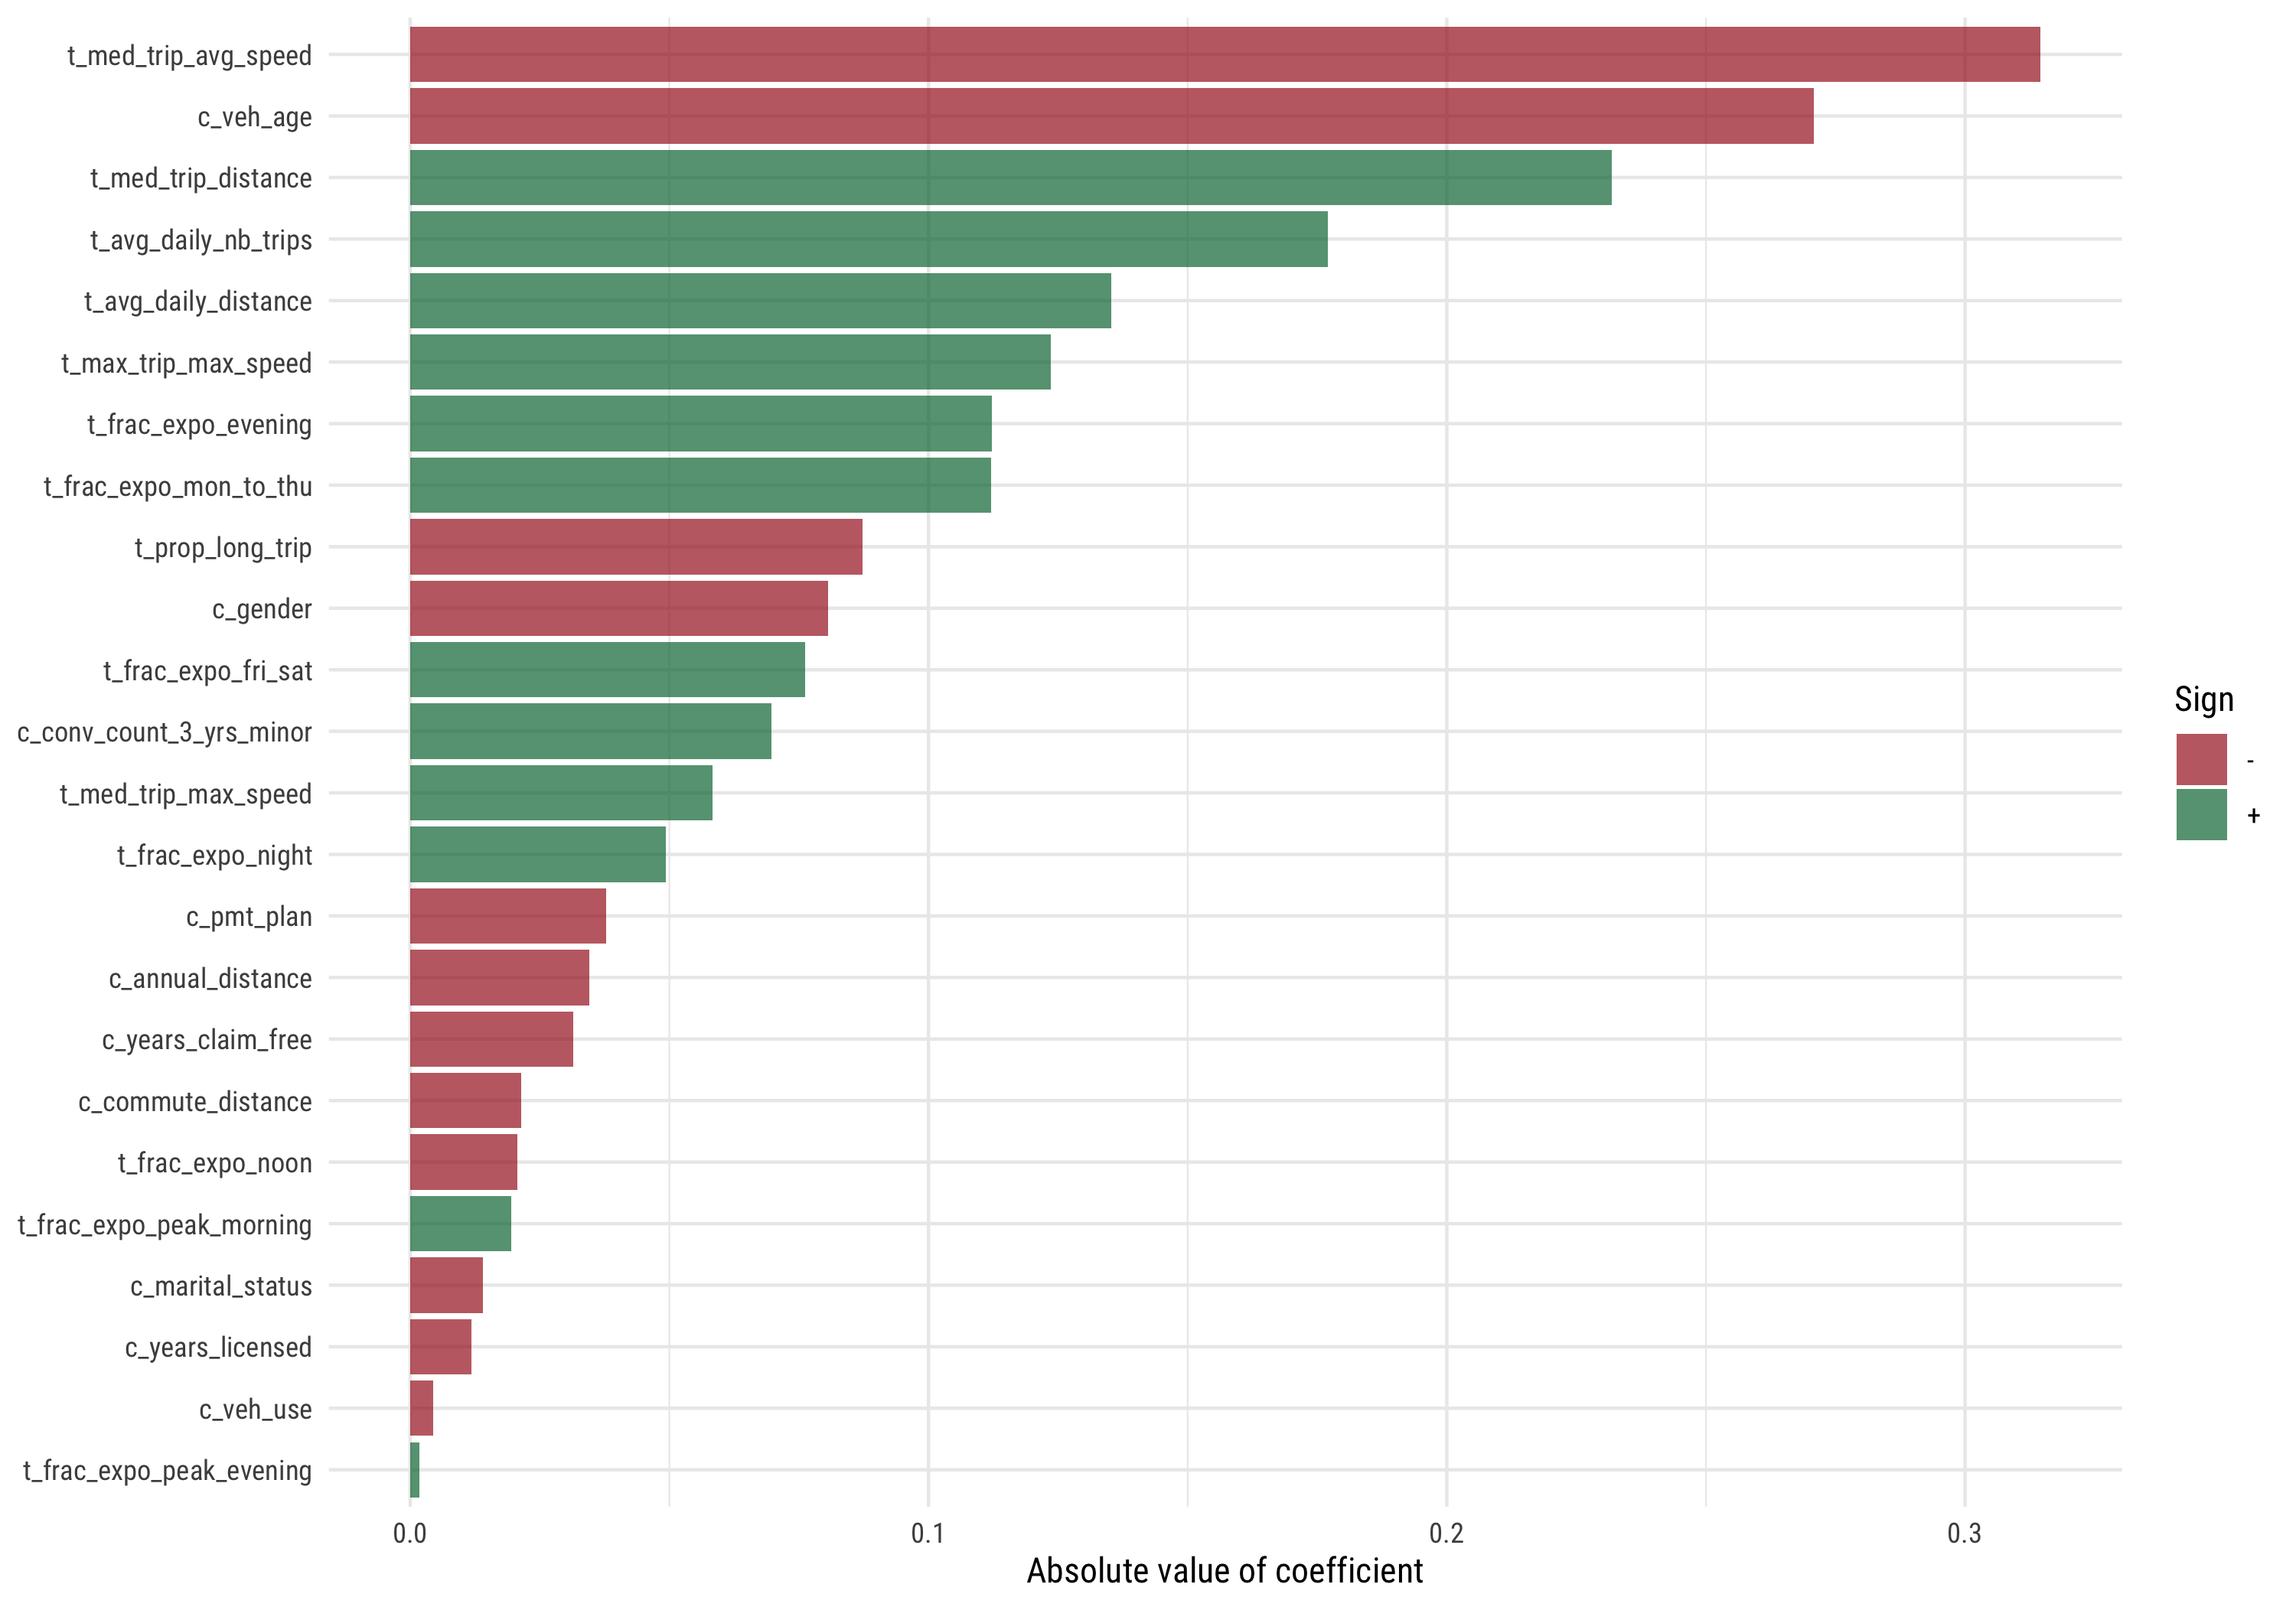 t_med_trip_avg_speed
c_veh_age
t_med_trip_distance
t_avg_daily_nb_trips
t_avg_daily_distance
t_max_trip_max_speed
t_frac_expo_evening
t_frac_expo_mon_to_thu
t_prop_long_trip
c_gender
t_frac_expo_fri_sat
c_conv_count_3_yrs_minor
t_med_trip_max_speed
t_frac_expo_night
c_pmt_plan
c_annual_distance
c_years_claim_free
c_commute_distance
t_frac_expo_noon
t_frac_expo_peak_morning
c_marital_status
c_years_licensed
c_veh_use
t_frac_expo_peak_evening
0.0 0.1 0.2 0.3
Absolute value of coefficient
Sign
-
+